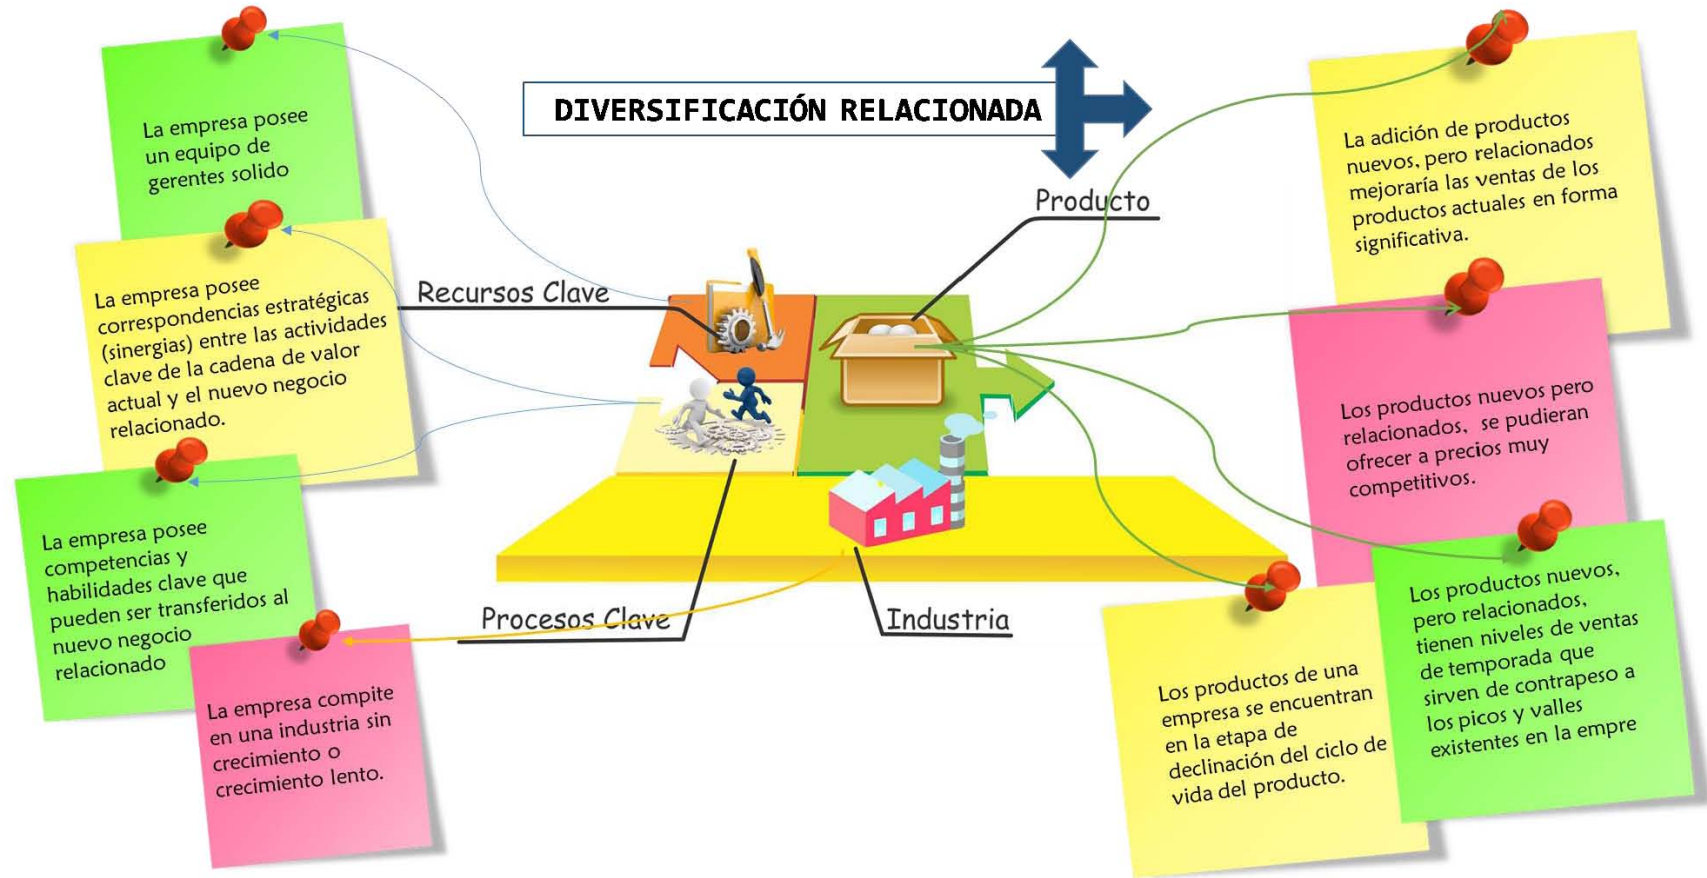 DIVERSIFICACIÓN RELACIONADA
La empresa posee
un equipo de
gerentes solido
La empresa posee
correspondencias estratégicas
(sinergias) entre las actividades
clave de la cadena de valor
actual y el nuevo negocio
relacionado.
La empresa posee
competencias y
habilidades clave que
pueden ser transferidos al
nuevo negocio
relacionado
La empresa compite
en una industria sin
crecimiento o
crecimiento lento.
Recursos Clave
Producto
Procesos Clave
Industria
La adición de productos
nuevos, pero relacionados
mejoraría las ventas de los
productos actuales en forma
significativa.
Los productos nuevos pero
relacionados, se pudieran
ofrecer a precios muy
competitivos.
Los productos nuevos,
pero relacionados,
tienen niveles de ventas
de temporada que
sirven de contrapeso a
los picos y valles
existentes en la empre
Los productos de una
empresa se encuentran
en la etapa de
declinación del ciclo de
vida del producto.